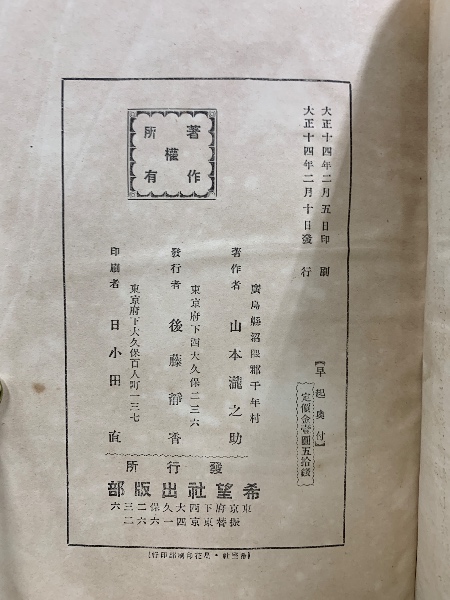 大正十四年二月五日印刷
大正十四年二月十日發行
【早起奧付】
定價金壹圓五拾錢
著作權所有
廣島縣沼隈郡千年村
著作者 山本瀧之助
東京府下西大久保二三六
發行者 後藤靜香
東京府下大久保百人町一三七
印刷者 日小田直
發行所
希望社出版部
東京府下西大久保二三六
振替東京四一六六二